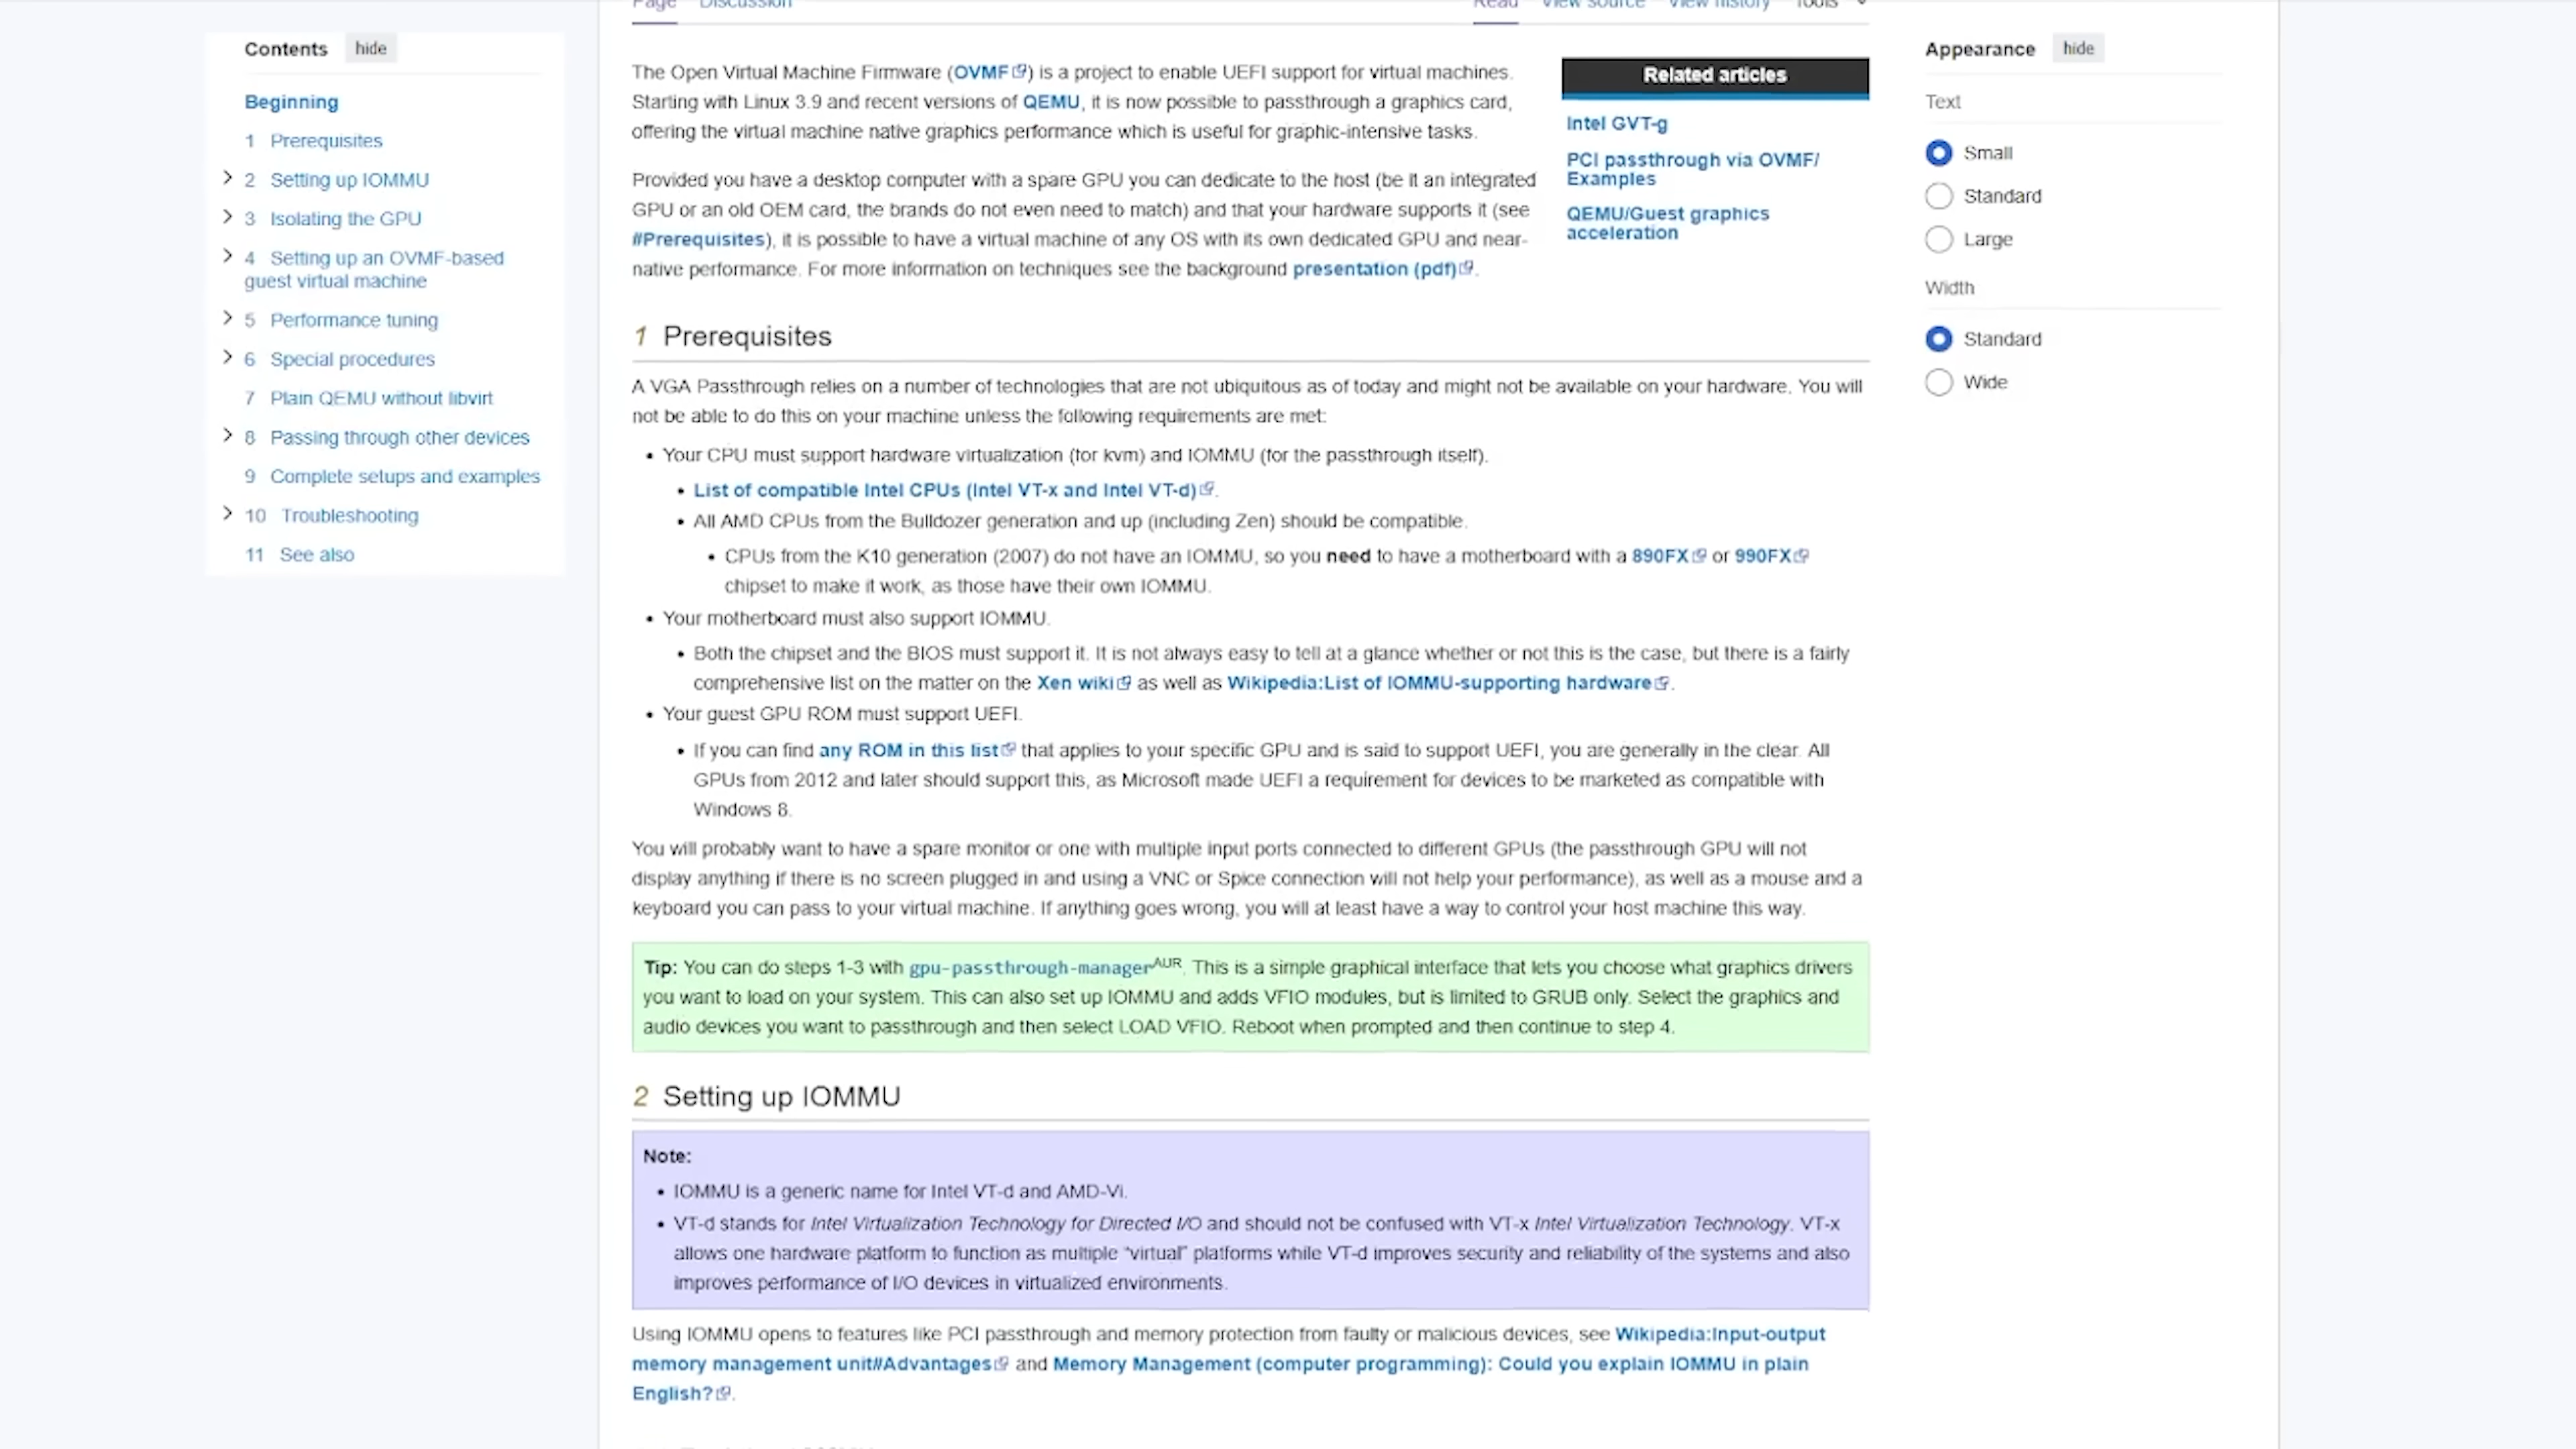 Page Discussion
Read View source View history Tools
Contents hide
Beginning
1 Prerequisites
2 Setting up IOMMU
3 Isolating the GPU
4 Setting up an OVMF-based
guest virtual machine
5 Performance tuning
6 Special procedures
7 Plain QEMU without libvirt
8 Passing through other devices
9 Complete setups and examples
10 Troubleshooting
11 See also
The Open Virtual Machine Firmware (OVMF) is a project to enable UEFI support for virtual machines.
Starting with Linux 3.9 and recent versions of QEMU, it is now possible to passthrough a graphics card,
offering the virtual machine native graphics performance which is useful for graphic-intensive tasks.
Provided you have a desktop computer with a spare GPU you can dedicate to the host (be it an integrated
GPU or an old OEM card, the brands do not even need to match) and that your hardware supports it (see
#Prerequisites), it is possible to have a virtual machine of any OS with its own dedicated GPU and near-
native performance. For more information on techniques see the background presentation (pdf).
Related articles
Intel GVT-g
PCI passthrough via OVMF/
Examples
QEMU/Guest graphics
acceleration
1 Prerequisites
A VGA Passthrough relies on a number of technologies that are not ubiquitous as of today and might not be available on your hardware. You will
not be able to do this on your machine unless the following requirements are met:
• Your CPU must support hardware virtualization (for kvm) and IOMMU (for the passthrough itself).
• List of compatible Intel CPUs (Intel VT-x and Intel VT-d).
• All AMD CPUs from the Bulldozer generation and up (including Zen) should be compatible.
• CPUs from the K10 generation (2007) do not have an IOMMU, so you need to have a motherboard with a 890FX or 990FX
chipset to make it work, as those have their own IOMMU.
• Your motherboard must also support IOMMU.
• Both the chipset and the BIOS must support it. It is not always easy to tell at a glance whether or not this is the case, but there is a fairly
comprehensive list on the matter on the Xen wiki as well as Wikipedia:List of IOMMU-supporting hardware.
• Your guest GPU ROM must support UEFI.
• If you can find any ROM in this list that applies to your specific GPU and is said to support UEFI, you are generally in the clear. All
GPUs from 2012 and later should support this, as Microsoft made UEFI a requirement for devices to be marketed as compatible with
Windows 8.
You will probably want to have a spare monitor or one with multiple input ports connected to different GPUs (the passthrough GPU will not
display anything if there is no screen plugged in and using a VNC or Spice connection will not help your performance), as well as a mouse and a
keyboard you can pass to your virtual machine. If anything goes wrong, you will at least have a way to control your host machine this way.
Tip: You can do steps 1-3 with gpu-passthrough-managerAUR. This is a simple graphical interface that lets you choose what graphics drivers
you want to load on your system. This can also set up IOMMU and adds VFIO modules, but is limited to GRUB only. Select the graphics and
audio devices you want to passthrough and then select LOAD VFIO. Reboot when prompted and then continue to step 4.
2 Setting up IOMMU
Note:
• IOMMU is a generic name for Intel VT-d and AMD-Vi.
• VT-d stands for Intel Virtualization Technology for Directed I/O and should not be confused with VT-x Intel Virtualization Technology. VT-x
allows one hardware platform to function as multiple "virtual" platforms while VT-d improves security and reliability of the systems and also
improves performance of I/O devices in virtualized environments.
Using IOMMU opens to features like PCI passthrough and memory protection from faulty or malicious devices, see Wikipedia:Input-output
memory management unit#Advantages and Memory Management (computer programming): Could you explain IOMMU in plain
English?.
Appearance hide
Text
Small
Standard
Large
Width
Standard
Wide